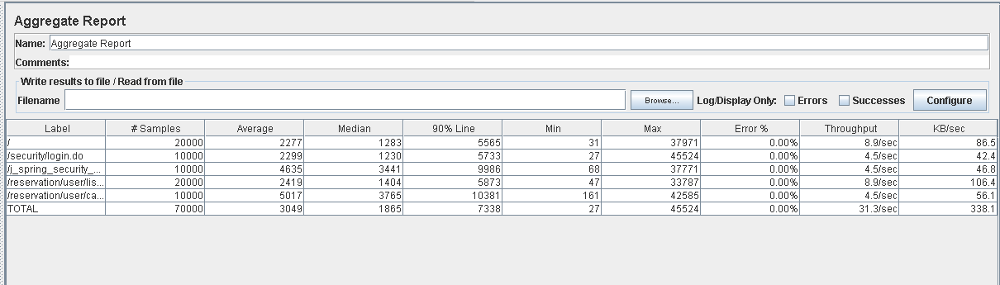 Aggregate Report
Name: Aggregate Report
Comments:
Write results to file / Read from file
Filename Browse... Log/Display Only: Errors Successes Configure
Label # Samples Average Median 90% Line Min Max Error % Throughput KB/sec
/ 20000 2277 1283 5565 31 37971 0.00% 8.9/sec 86.5
/security/login.do 10000 2299 1230 5733 27 45524 0.00% 4.5/sec 42.4
/j_spring_security_... 10000 4635 3441 9986 68 37771 0.00% 4.5/sec 46.8
/reservation/user/lis... 20000 2419 1404 5873 47 33787 0.00% 8.9/sec 106.4
/reservation/user/ca... 10000 5017 3765 10381 161 42585 0.00% 4.5/sec 56.1
TOTAL 70000 3049 1865 7338 27 45524 0.00% 31.3/sec 338.1